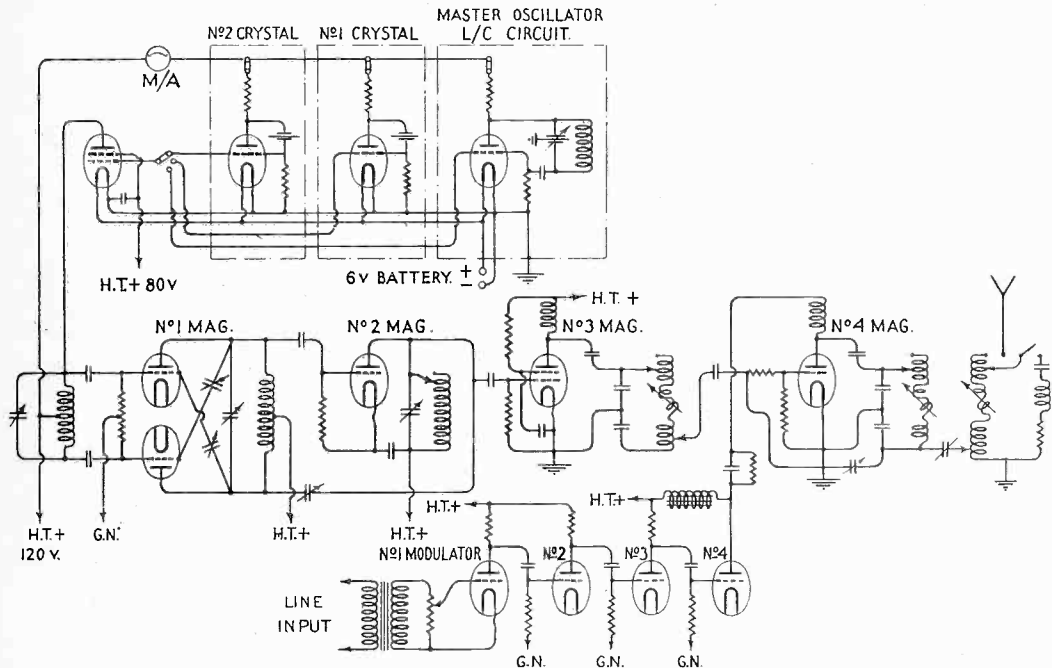 MASTER OSCILLATOR
Nº2 CRYSTAL Nº1 CRYSTAL L/C CIRCUIT.
M/A
H.T.+ 80V
6V BATTERY. +
-
H.T. +
Nº1 MAG. Nº2 MAG. Nº3 MAG. Nº4 MAG.
H.T.+
120 V.
G.N.
H.T.+
H.T.+
H.T.+
H.T.+
Nº1 MODULATOR Nº2 Nº3 Nº4
LINE
INPUT
G.N. G.N. G.N.